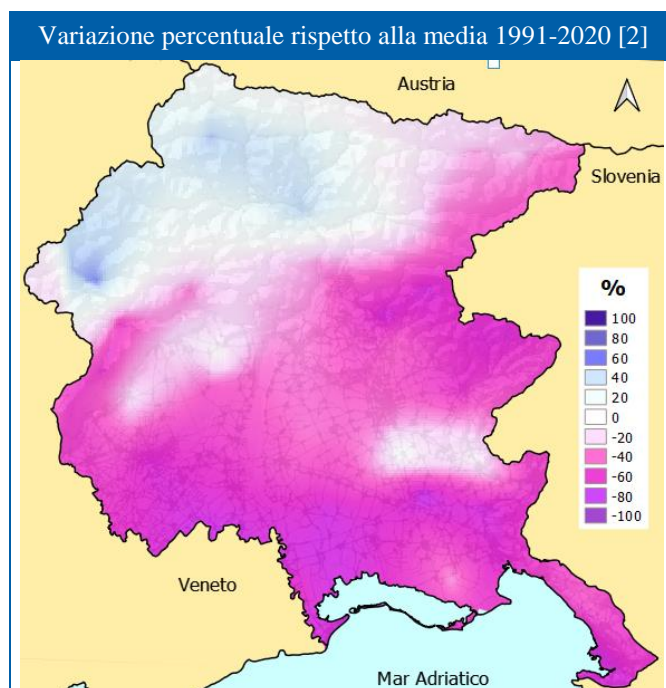 Variazione percentuale rispetto alla media 1991-2020 [2]
Austria
Slovenia
%
100
80
60
40
20
0
-20
-40
-60
-80
-100
Veneto
Mar Adriatico